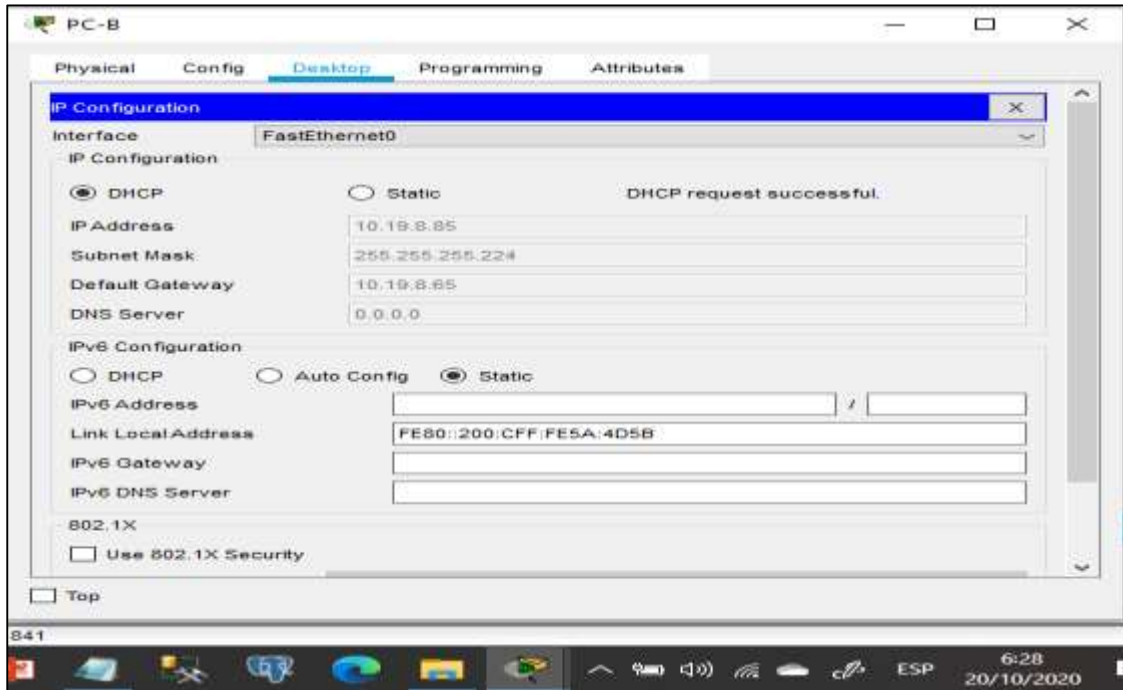 PC-B
Physical Config Desktop Programming Attributes
IP Configuration X
Interface FastEthernet0
IP Configuration
DHCP Static DHCP request successful.
IP Address 10.19.8.85
Subnet Mask 255.255.255.224
Default Gateway 10.19.8.65
DNS Server 0.0.0.0
IPv6 Configuration
DHCP Auto Config Static
IPv6 Address /
Link Local Address FE80::200:CFF:FE5A:4D5B
IPv6 Gateway
IPv6 DNS Server
802.1X
Use 802.1X Security
Top
841
ESP 6:28
20/10/2020